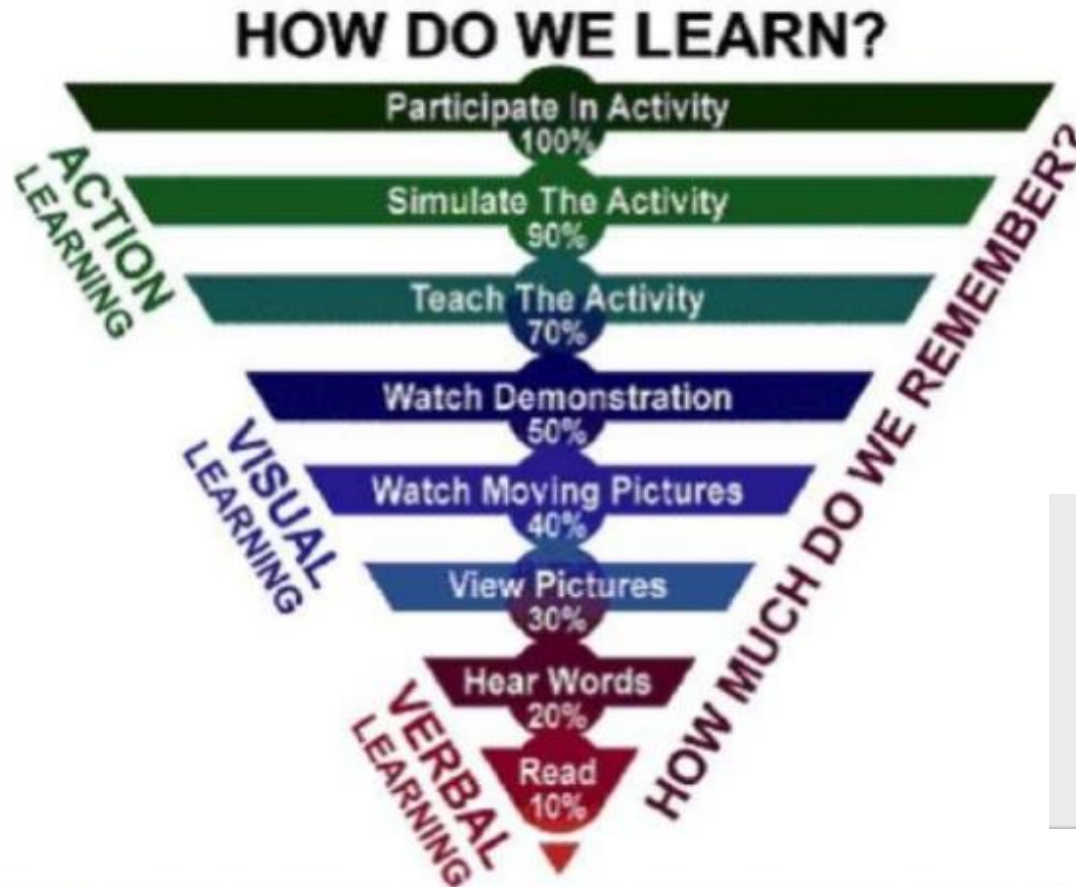 HOW DO WE LEARN?
Participate In Activity
100%
Simulate The Activity
90%
Teach The Activity
70%
Watch Demonstration
50%
Watch Moving Pictures
40%
View Pictures
30%
Hear Words
20%
Read
10%
ACTION
LEARNING
VISUAL
LEARNING
VERBAL
LEARNING
HOW MUCH DO WE REMEMBER?